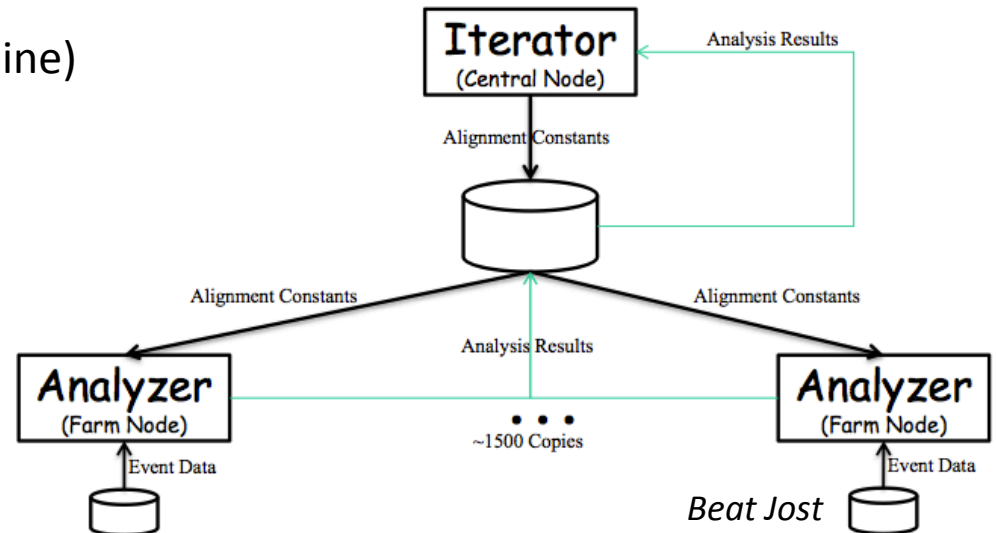 ine)
Iterator
(Central Node)
Analysis Results
Alignment Constants
Alignment Constants
Alignment Constants
Analysis Results
Analyzer
(Farm Node)
Analyzer
(Farm Node)
• • •
~1500 Copies
Event Data
Event Data
Beat Jost